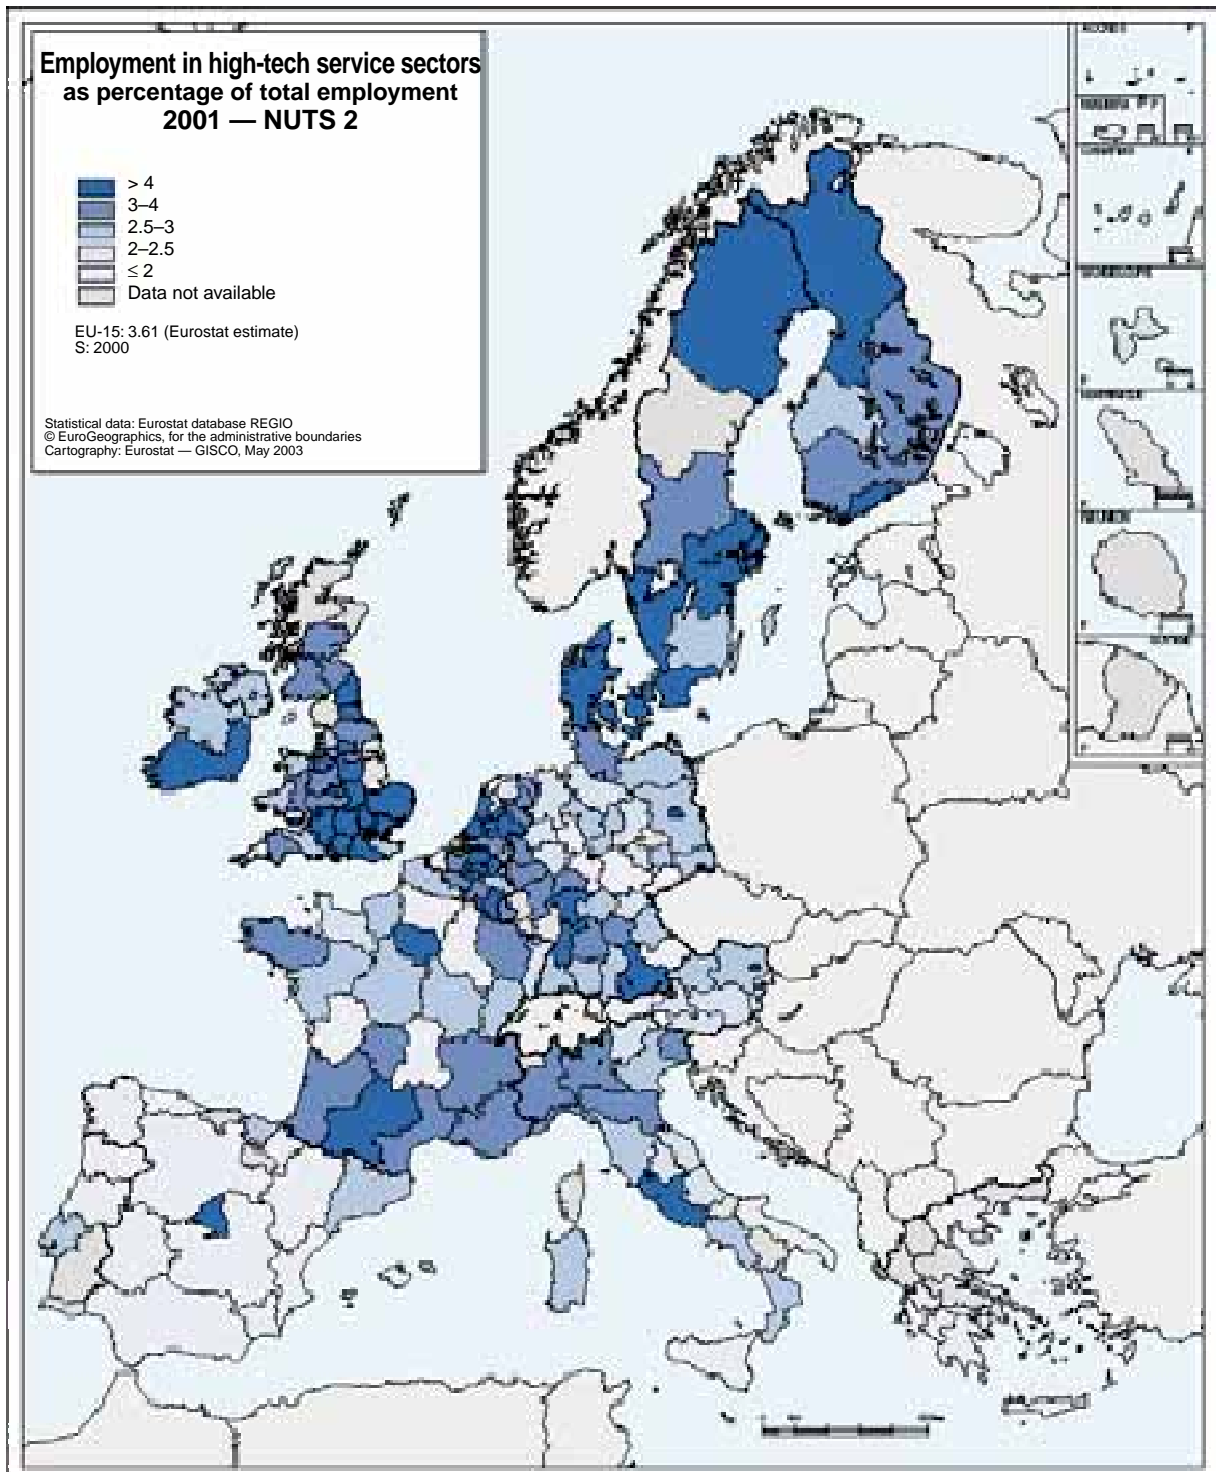 Employment in high-tech service sectors
as percentage of total employment
2001 — NUTS 2
> 4
3–4
2.5–3
2–2.5
≤ 2
Data not available
EU-15: 3.61 (Eurostat estimate)
S: 2000
Statistical data: Eurostat database REGIO
© EuroGeographics, for the administrative boundaries
Cartography: Eurostat — GISCO, May 2003